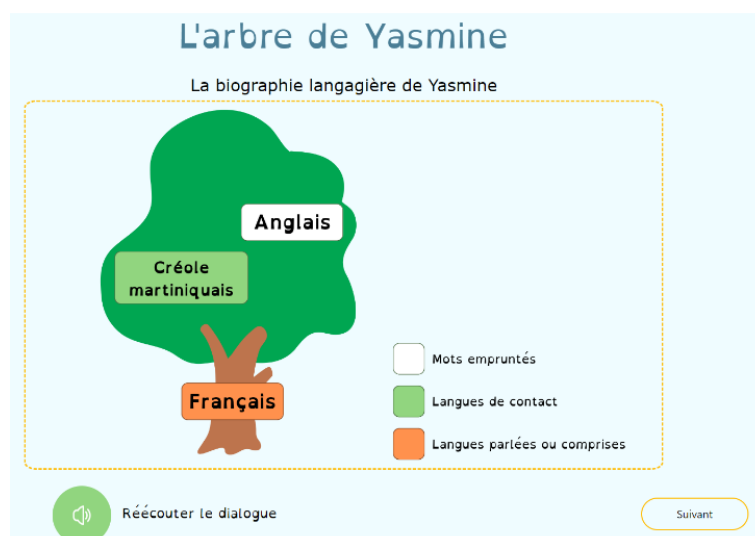 L'arbre de Yasmine
La biographie langagière de Yasmine
Anglais
Créole
martiniquais
Français
Mots empruntés
Langues de contact
Langues parlées ou comprises
Réécouter le dialogue
Suivant